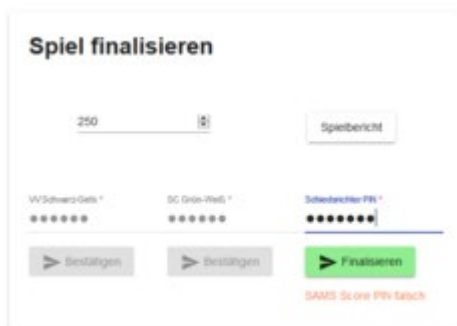 Spiel finalisieren
250
Spielbericht
VV Schwarz-Gelb *
SC Grün-Weiß *
Schiedsrichter PIN *
Bestätigen
Bestätigen
Finalisieren
SAMS Score PIN falsch